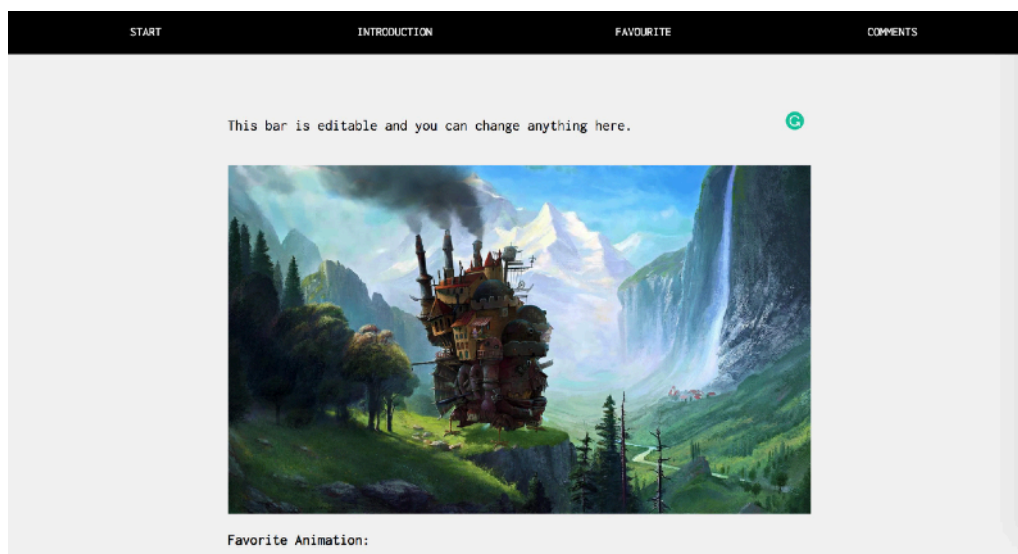 START INTRODUCTION FAVOURITE COMMENTS
This bar is editable and you can change anything here.
Favorite Animation: